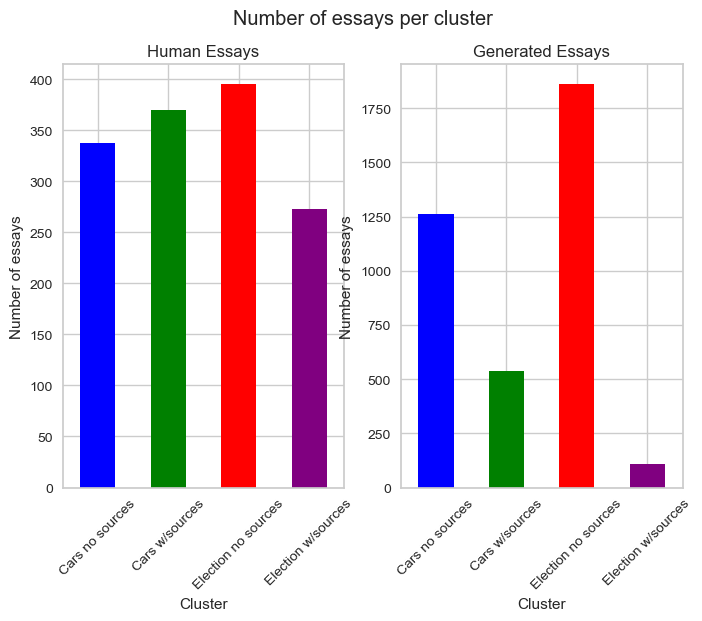 Number of essays per cluster
Human Essays
Number of essays
400
350
300
250
200
150
100
50
0
Cars no sources
Cars w/sources
Election no sources
Election w/sources
Cluster
Generated Essays
Number of essays
1750
1500
1250
1000
750
500
250
0
Cars no sources
Cars w/sources
Election no sources
Election w/sources
Cluster